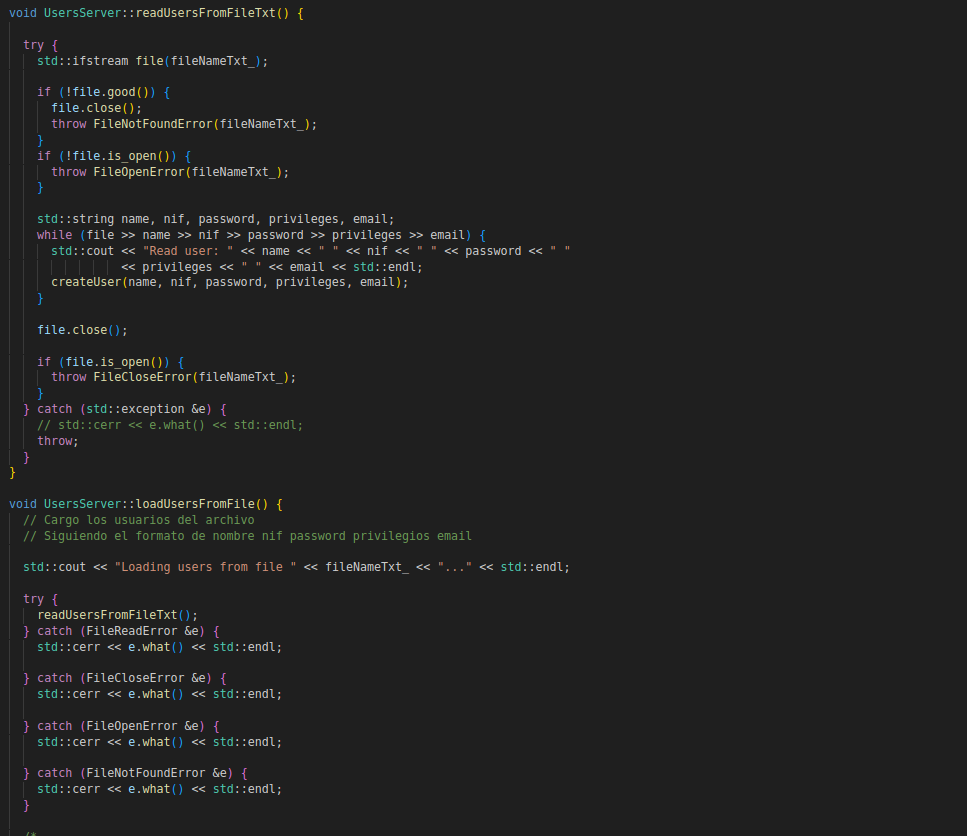 void UsersServer::readUsersFromFileTxt() {
try {
std::ifstream file(fileNameTxt_);
if (!file.good()) {
file.close();
throw FileNotFoundError(fileNameTxt_);
}
if (!file.is_open()) {
throw FileOpenError(fileNameTxt_);
}
std::string name, nif, password, privileges, email;
while (file >> name >> nif >> password >> privileges >> email) {
std::cout << "Read user: " << name << " " << nif << " " << password << " "
<< privileges << " " << email << std::endl;
createUser(name, nif, password, privileges, email);
}
file.close();
if (file.is_open()) {
throw FileCloseError(fileNameTxt_);
}
} catch (std::exception &e) {
// std::cerr << e.what() << std::endl;
throw;
}
}
void UsersServer::loadUsersFromFile() {
// Cargo los usuarios del archivo
// Siguiendo el formato de nombre nif password privilegios email
std::cout << "Loading users from file " << fileNameTxt_ << "..." << std::endl;
try {
readUsersFromFileTxt();
} catch (FileReadError &e) {
std::cerr << e.what() << std::endl;
} catch (FileCloseError &e) {
std::cerr << e.what() << std::endl;
} catch (FileOpenError &e) {
std::cerr << e.what() << std::endl;
} catch (FileNotFoundError &e) {
std::cerr << e.what() << std::endl;
}
/*